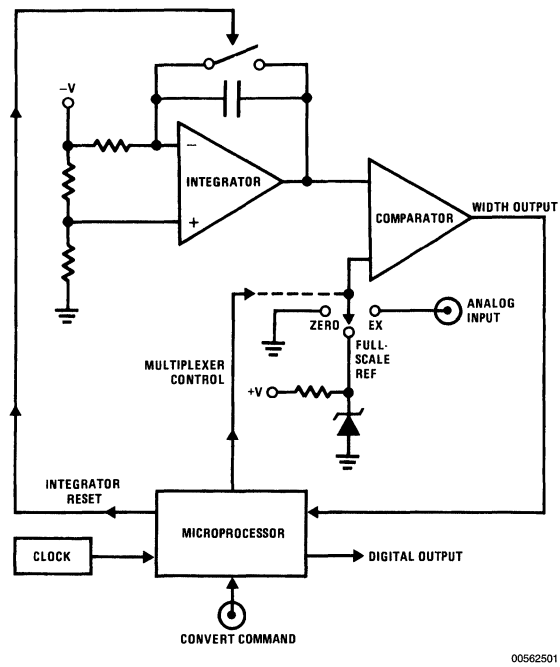 –V
–
INTEGRATOR
+
COMPARATOR
WIDTH OUTPUT
ANALOG
INPUT
ZERO
EX
FULL-
SCALE
REF
MULTIPLEXER
CONTROL
+V
INTEGRATOR
RESET
MICROPROCESSOR
CLOCK
DIGITAL OUTPUT
CONVERT COMMAND
00562501